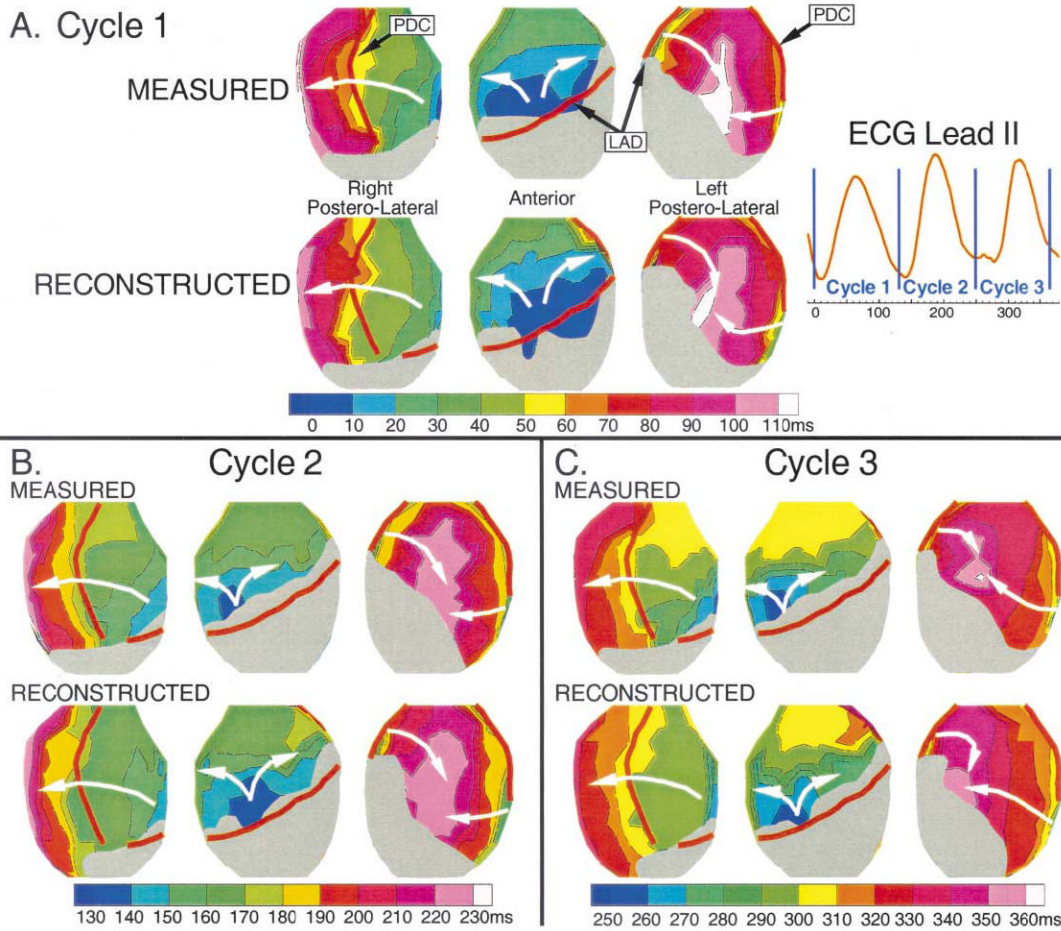 A. Cycle 1
PDC
PDC
MEASURED
LAD
ECG Lead II
Right
Postero-Lateral
Anterior
Left
Postero-Lateral
RECONSTRUCTED
Cycle 1 Cycle 2 Cycle 3
0 100 200 300
0 10 20 30 40 50 60 70 80 90 100 110ms
B. Cycle 2
MEASURED
RECONSTRUCTED
130 140 150 160 170 180 190 200 210 220 230ms
C. Cycle 3
MEASURED
RECONSTRUCTED
250 260 270 280 290 300 310 320 330 340 350 360ms